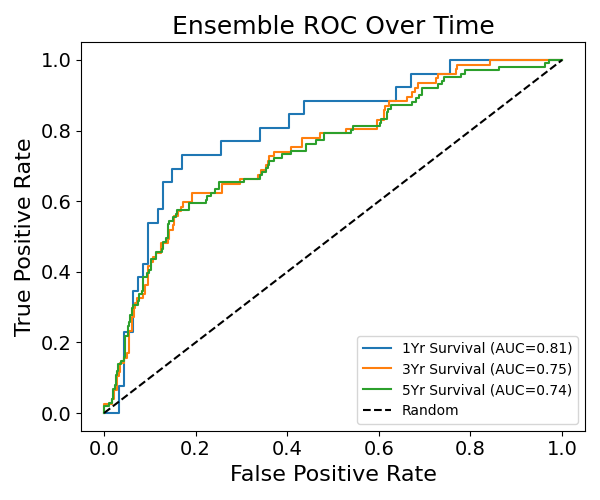 Ensemble ROC Over Time
True Positive Rate
1.0
0.8
0.6
0.4
0.2
0.0
1Yr Survival (AUC=0.81)
3Yr Survival (AUC=0.75)
5Yr Survival (AUC=0.74)
Random
0.0 0.2 0.4 0.6 0.8 1.0
False Positive Rate